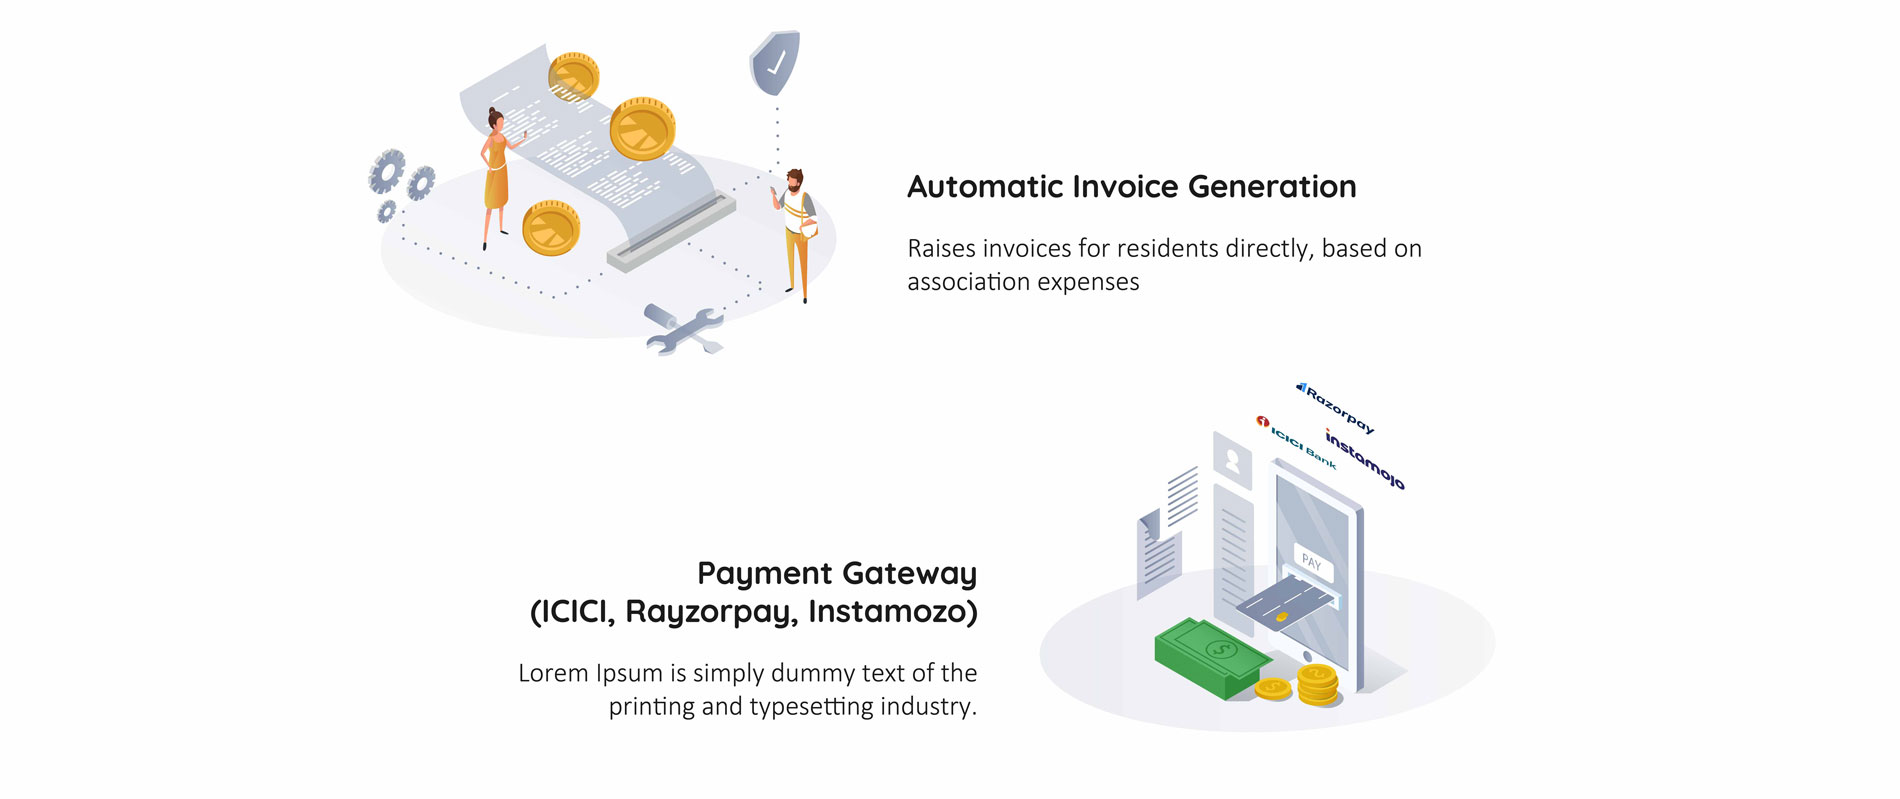 Automatic Invoice Generation
Raises invoices for residents directly, based on
association expenses
Razorpay
ICICI Bank
instamojo
PAY
Payment Gateway
(ICICI, Rayzorpay, Instamozo)
Lorem Ipsum is simply dummy text of the
printing and typesetting industry.